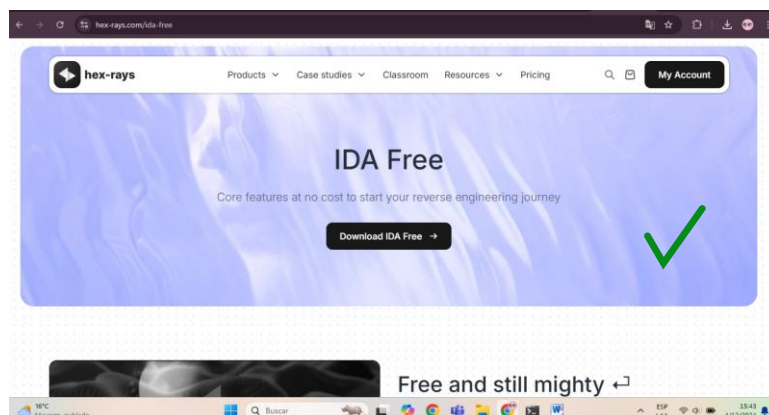 hex-rays.com/ida-free
hex-rays Products Case studies Classroom Resources Pricing My Account
IDA Free
Core features at no cost to start your reverse engineering journey
Download IDA Free →
Free and still mighty ↵
16°C
Buscar
ESP
15:43